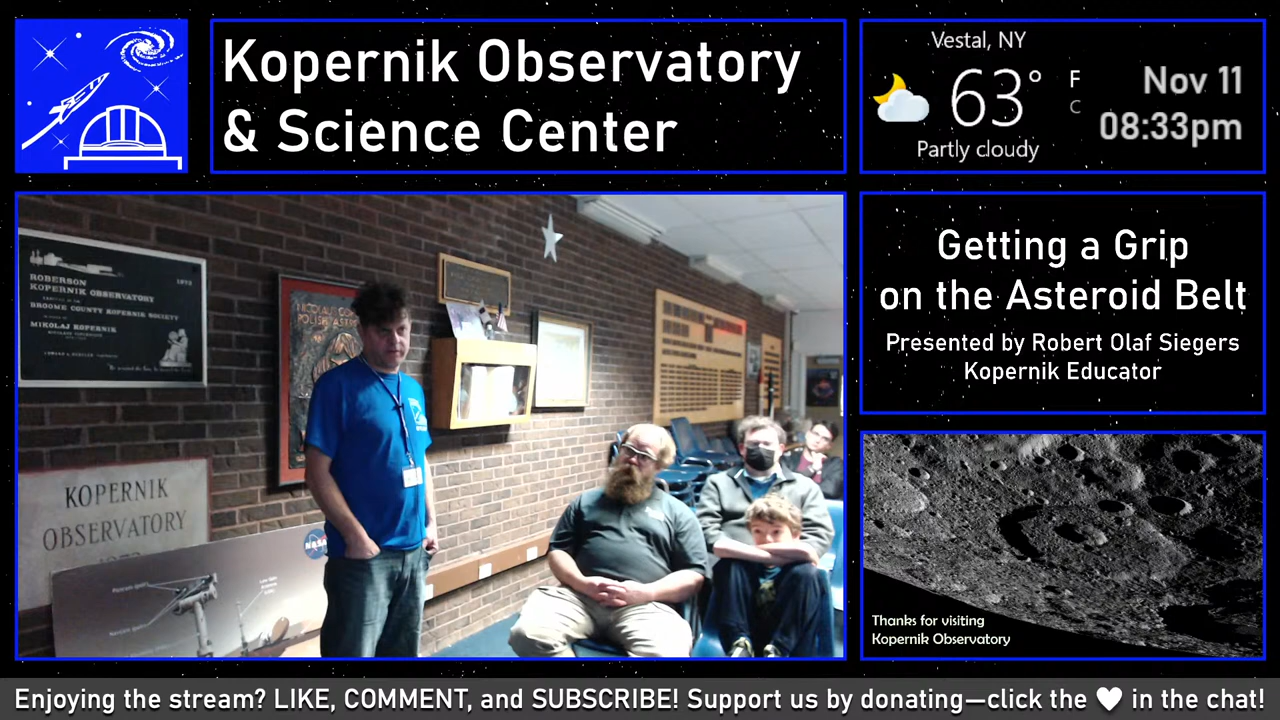 Kopernik Observatory
& Science Center
Vestal, NY
63° F
C
Partly cloudy
Nov 11
08:33pm
Getting a Grip
on the Asteroid Belt
Presented by Robert Olaf Siegers
Kopernik Educator
ROBERSON 1973
KOPERNIK OBSERVATORY
BROOME COUNTY KOPERNIK SOCIETY
MIKOLAJ KOPERNIK
NICOLAUS
POLISH
KOPERNIK
OBSERVATORY
NASA
Thanks for visiting
Kopernik Observatory
Enjoying the stream? LIKE, COMMENT, and SUBSCRIBE! Support us by donating—click the ♥ in the chat!